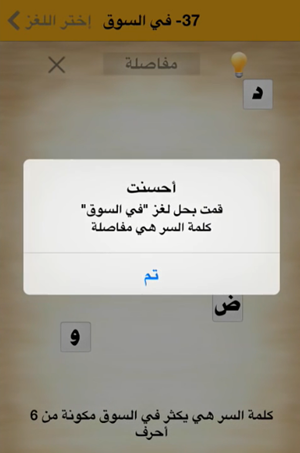 37- في السوق
إختر اللغز
مفاصلة
د
أحسنت
قمت بحل لغز "في السوق"
كلمة السر هي مفاصلة
تم
ض
و
كلمة السر هي يكثر في السوق مكونة من 6
أحرف